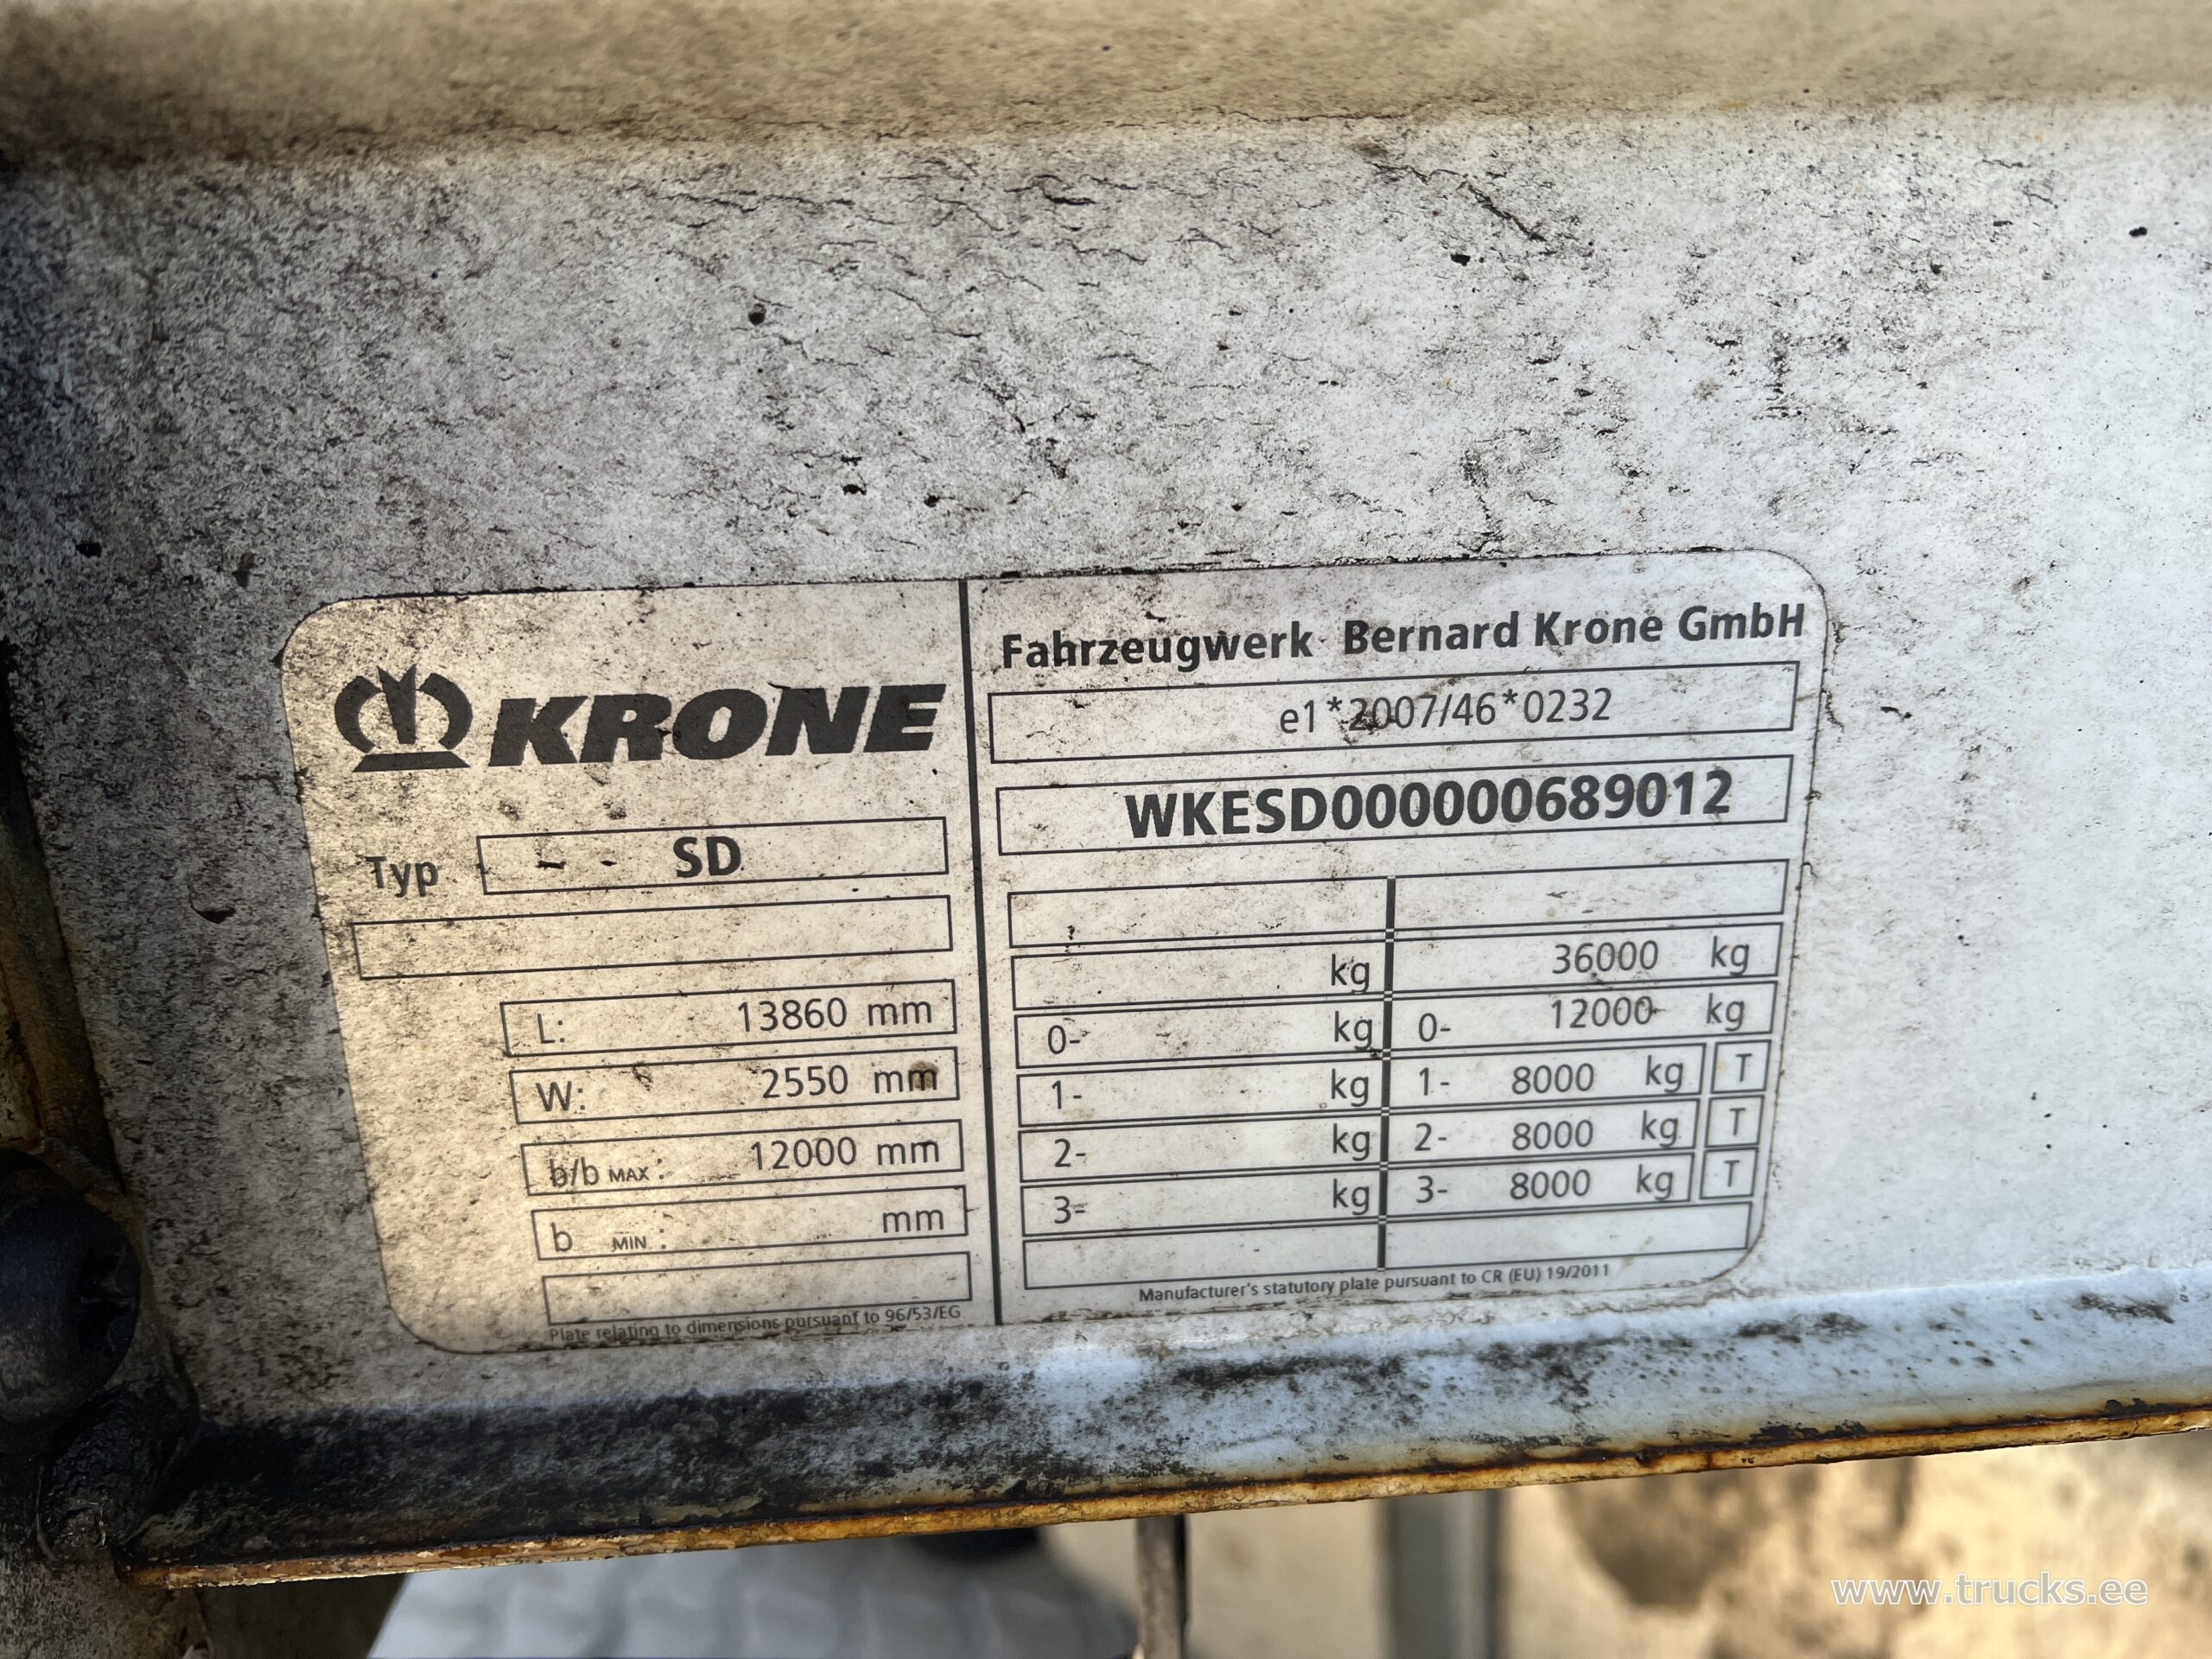 KRONE
Typ SD
L: 13860 mm
W: 2550 mm
b/b MAX : 12000 mm
b MIN : mm
Plate relating to dimensions pursuant to 96/53/EG
Fahrzeugwerk Bernard Krone GmbH
e1*2007/46*0232
WKESD000000689012
kg 36000 kg
0- kg 0- 12000 kg
1- kg 1- 8000 kg T
2- kg 2- 8000 kg T
3- kg 3- 8000 kg T
Manufacturer's statutory plate pursuant to CR (EU) 19/2011
www.trucks.ee